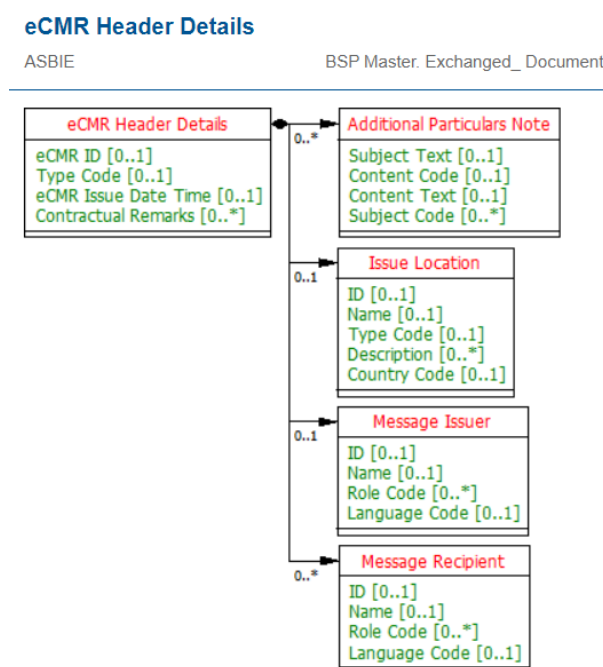 eCMR Header Details
ASBIE BSP Master. Exchanged_ Document
eCMR Header Details
eCMR ID [0..1]
Type Code [0..1]
eCMR Issue Date Time [0..1]
Contractual Remarks [0..*]
0..*
Additional Particulars Note
Subject Text [0..1]
Content Code [0..1]
Content Text [0..1]
Subject Code [0..*]
0..1
Issue Location
ID [0..1]
Name [0..1]
Type Code [0..1]
Description [0..*]
Country Code [0..1]
0..1
Message Issuer
ID [0..1]
Name [0..1]
Role Code [0..*]
Language Code [0..1]
0..*
Message Recipient
ID [0..1]
Name [0..1]
Role Code [0..*]
Language Code [0..1]